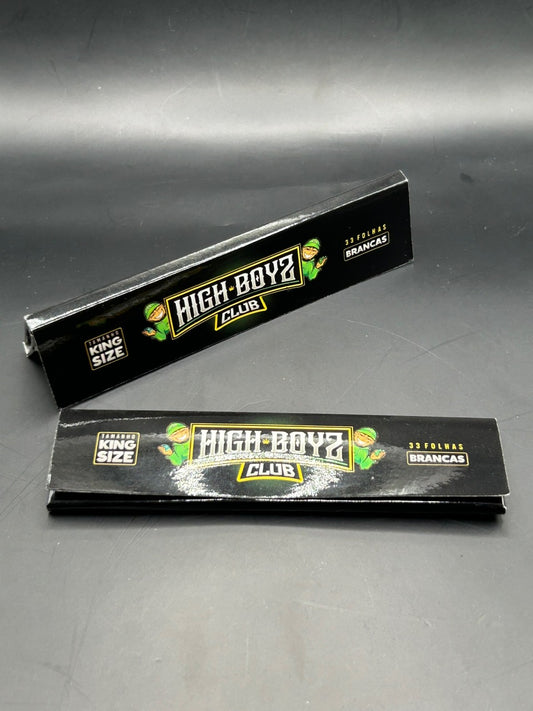 TAMANHO
KING
SIZE
HIGH BOYZ
CLUB
33 FOLHAS
BRANCAS
TAMANHO
KING
SIZE
HIGH BOYZ
CLUB
33 FOLHAS
BRANCAS